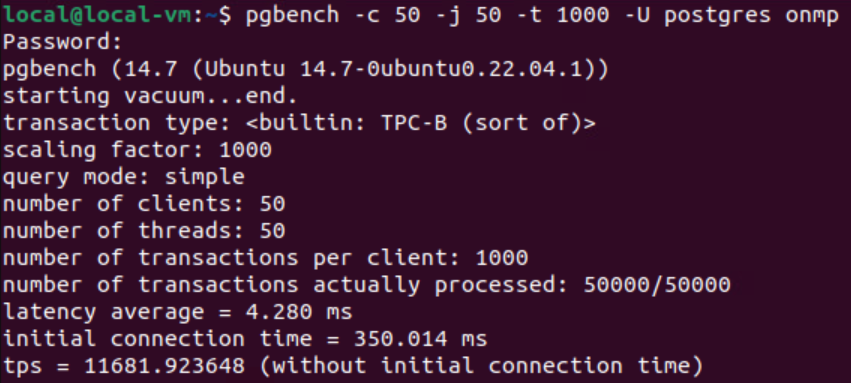 local@local-vm:~$ pgbench -c 50 -j 50 -t 1000 -U postgres onmp
Password:
pgbench (14.7 (Ubuntu 14.7-0ubuntu0.22.04.1))
starting vacuum...end.
transaction type: <builtin: TPC-B (sort of)>
scaling factor: 1000
query mode: simple
number of clients: 50
number of threads: 50
number of transactions per client: 1000
number of transactions actually processed: 50000/50000
latency average = 4.280 ms
initial connection time = 350.014 ms
tps = 11681.923648 (without initial connection time)